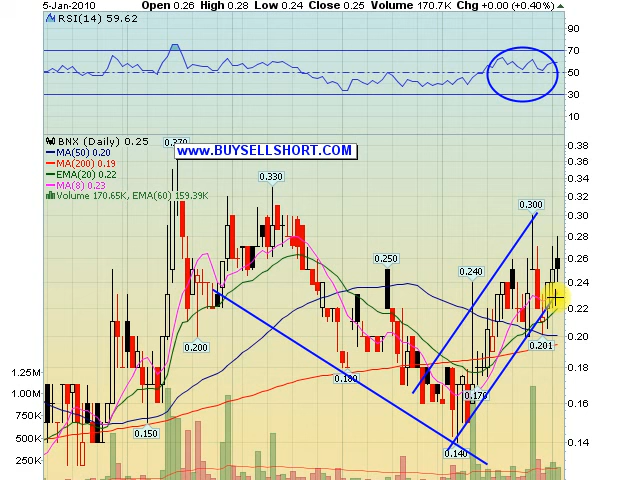 5-Jan-2010 Open 0.26 High 0.28 Low 0.24 Close 0.25 Volume 170.7K Chg +0.00 (+0.40%)
RSI(14) 59.62
90
70
50
30
10
BNX (Daily) 0.25
MA(50) 0.20
MA(200) 0.19
EMA(20) 0.22
MA(8) 0.23
Volume 170.65K, EMA(60) 159.39K
0.370
www.BUYSELLSHORT.COM
0.330
0.300
0.250
0.240
0.200
0.201
0.180
0.170
0.150
0.140
0.38
0.36
0.34
0.32
0.30
0.28
0.26
0.24
0.22
0.20
0.18
0.16
0.14
1.25M
1.00M
750K
500K
250K